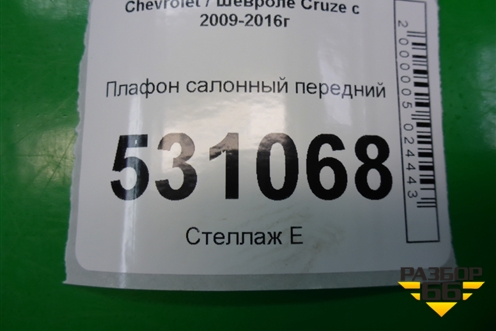 Chevrolet / Шевроле Cruze с
2009-2016г
Плафон салонный передний
531068
Стеллаж Е
2000005024443
РАЗБОР
66